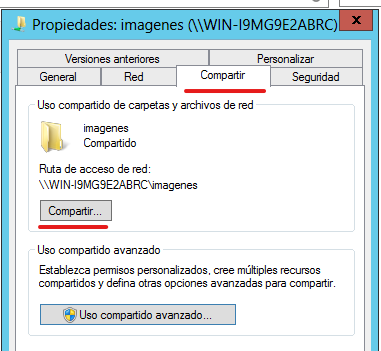 Propiedades: imagenes (\\WIN-I9MG9E2ABRC)
x
Versiones anteriores
Personalizar
General
Red
Compartir
Seguridad
Uso compartido de carpetas y archivos de red
imagenes
Compartido
Ruta de acceso de red:
\\WIN-I9MG9E2ABRC\imagenes
Compartir...
Uso compartido avanzado
Establezca permisos personalizados, cree múltiples recursos
compartidos y defina otras opciones avanzadas para compartir.
Uso compartido avanzado...